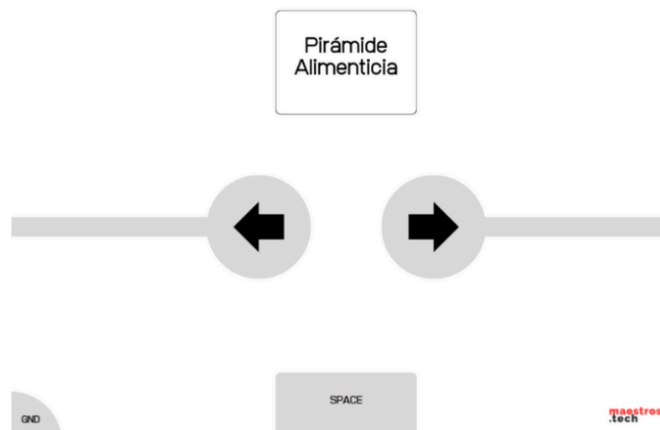 Pirámide
Alimenticia
SPACE
GND
maestros
.tech